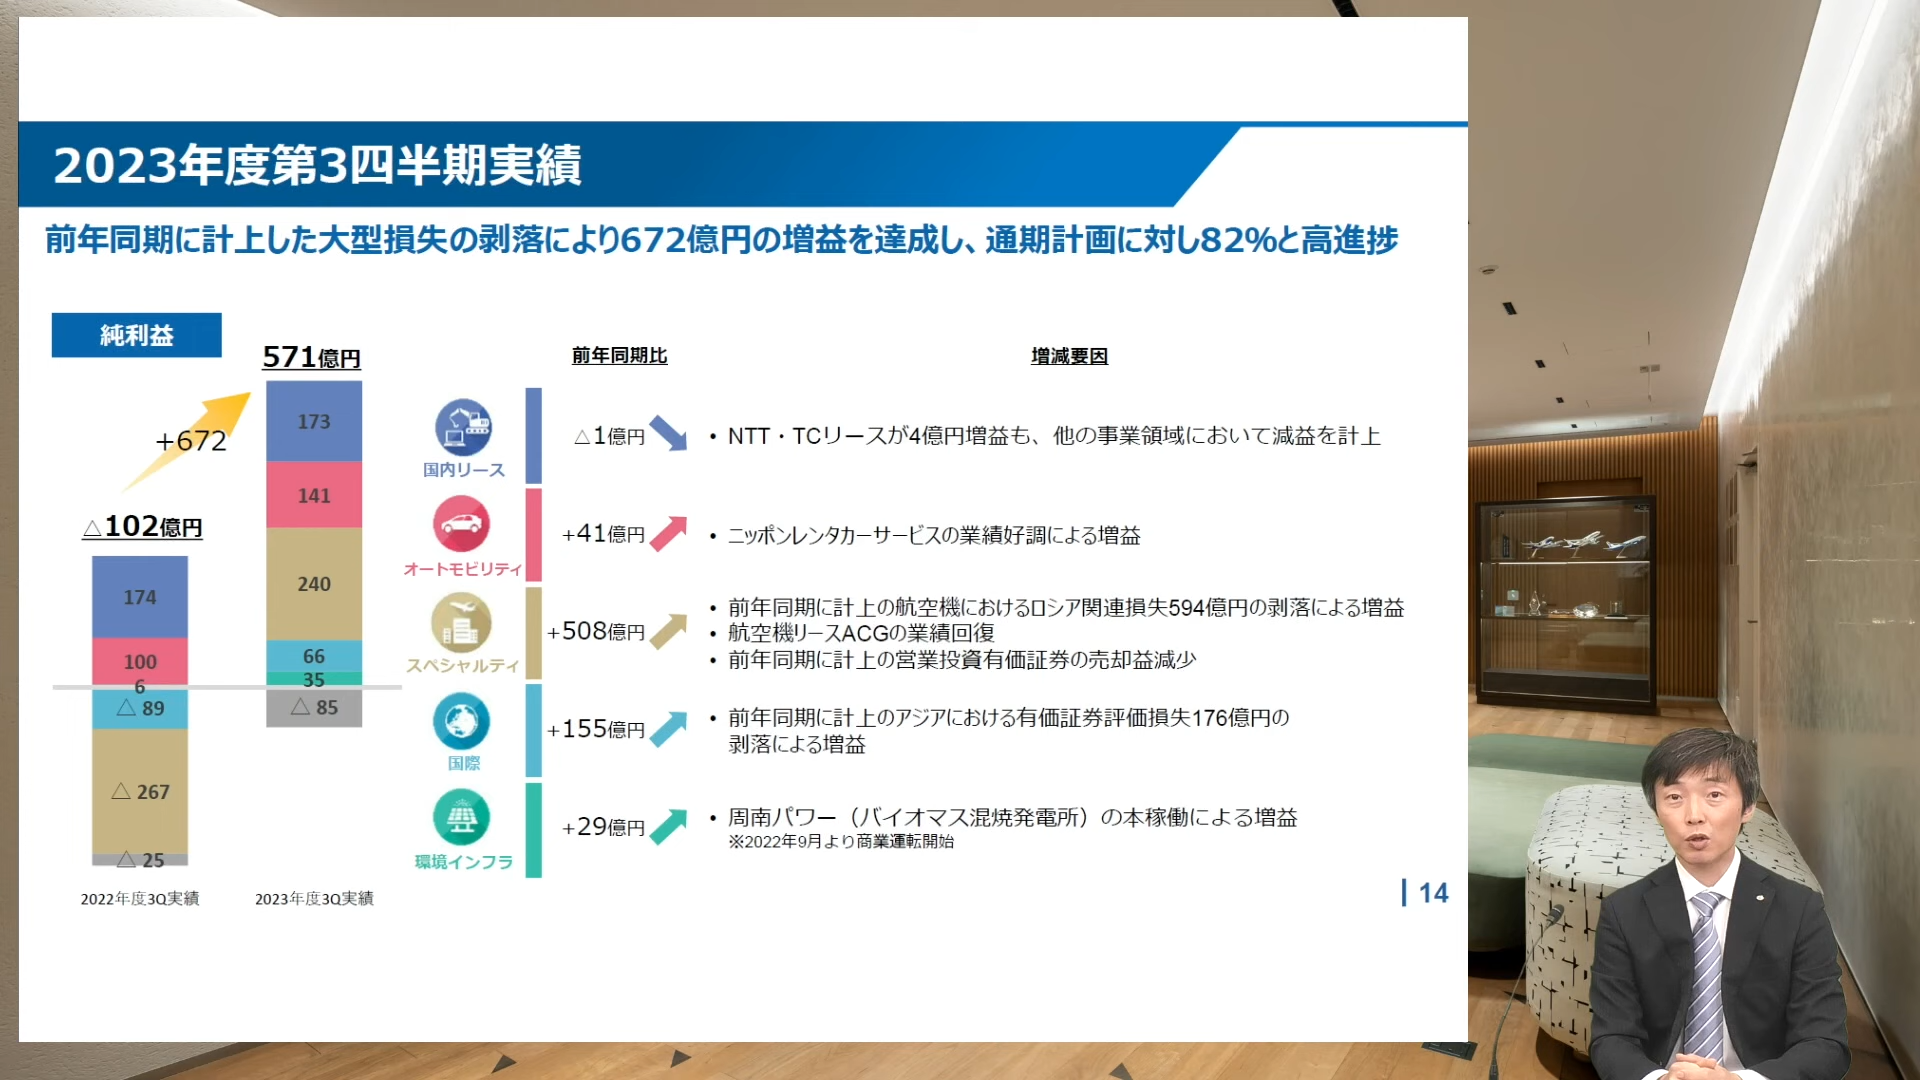 2023年度第3四半期実績
前年同期に計上した大型損失の剥落により672億円の増益を達成し、通期計画に対し82%と高進捗
純利益
571億円
+672
173
141
240
66
35
△ 85
2023年度3Q実績
△102億円
174
100
6
△ 89
△ 267
△ 25
2022年度3Q実績
前年同期比
増減要因
国内リース
△1億円
• NTT・TCリースが4億円増益も、他の事業領域において減益を計上
オートモビリティ
+41億円
• ニッポンレンタカーサービスの業績好調による増益
スペシャルティ
+508億円
• 前年同期に計上の航空機におけるロシア関連損失594億円の剥落による増益
• 航空機リースACGの業績回復
• 前年同期に計上の営業投資有価証券の売却益減少
国際
+155億円
• 前年同期に計上のアジアにおける有価証券評価損失176億円の
剥落による増益
環境インフラ
+29億円
• 周南パワー（バイオマス混焼発電所）の本稼働による増益
※2022年9月より商業運転開始
14